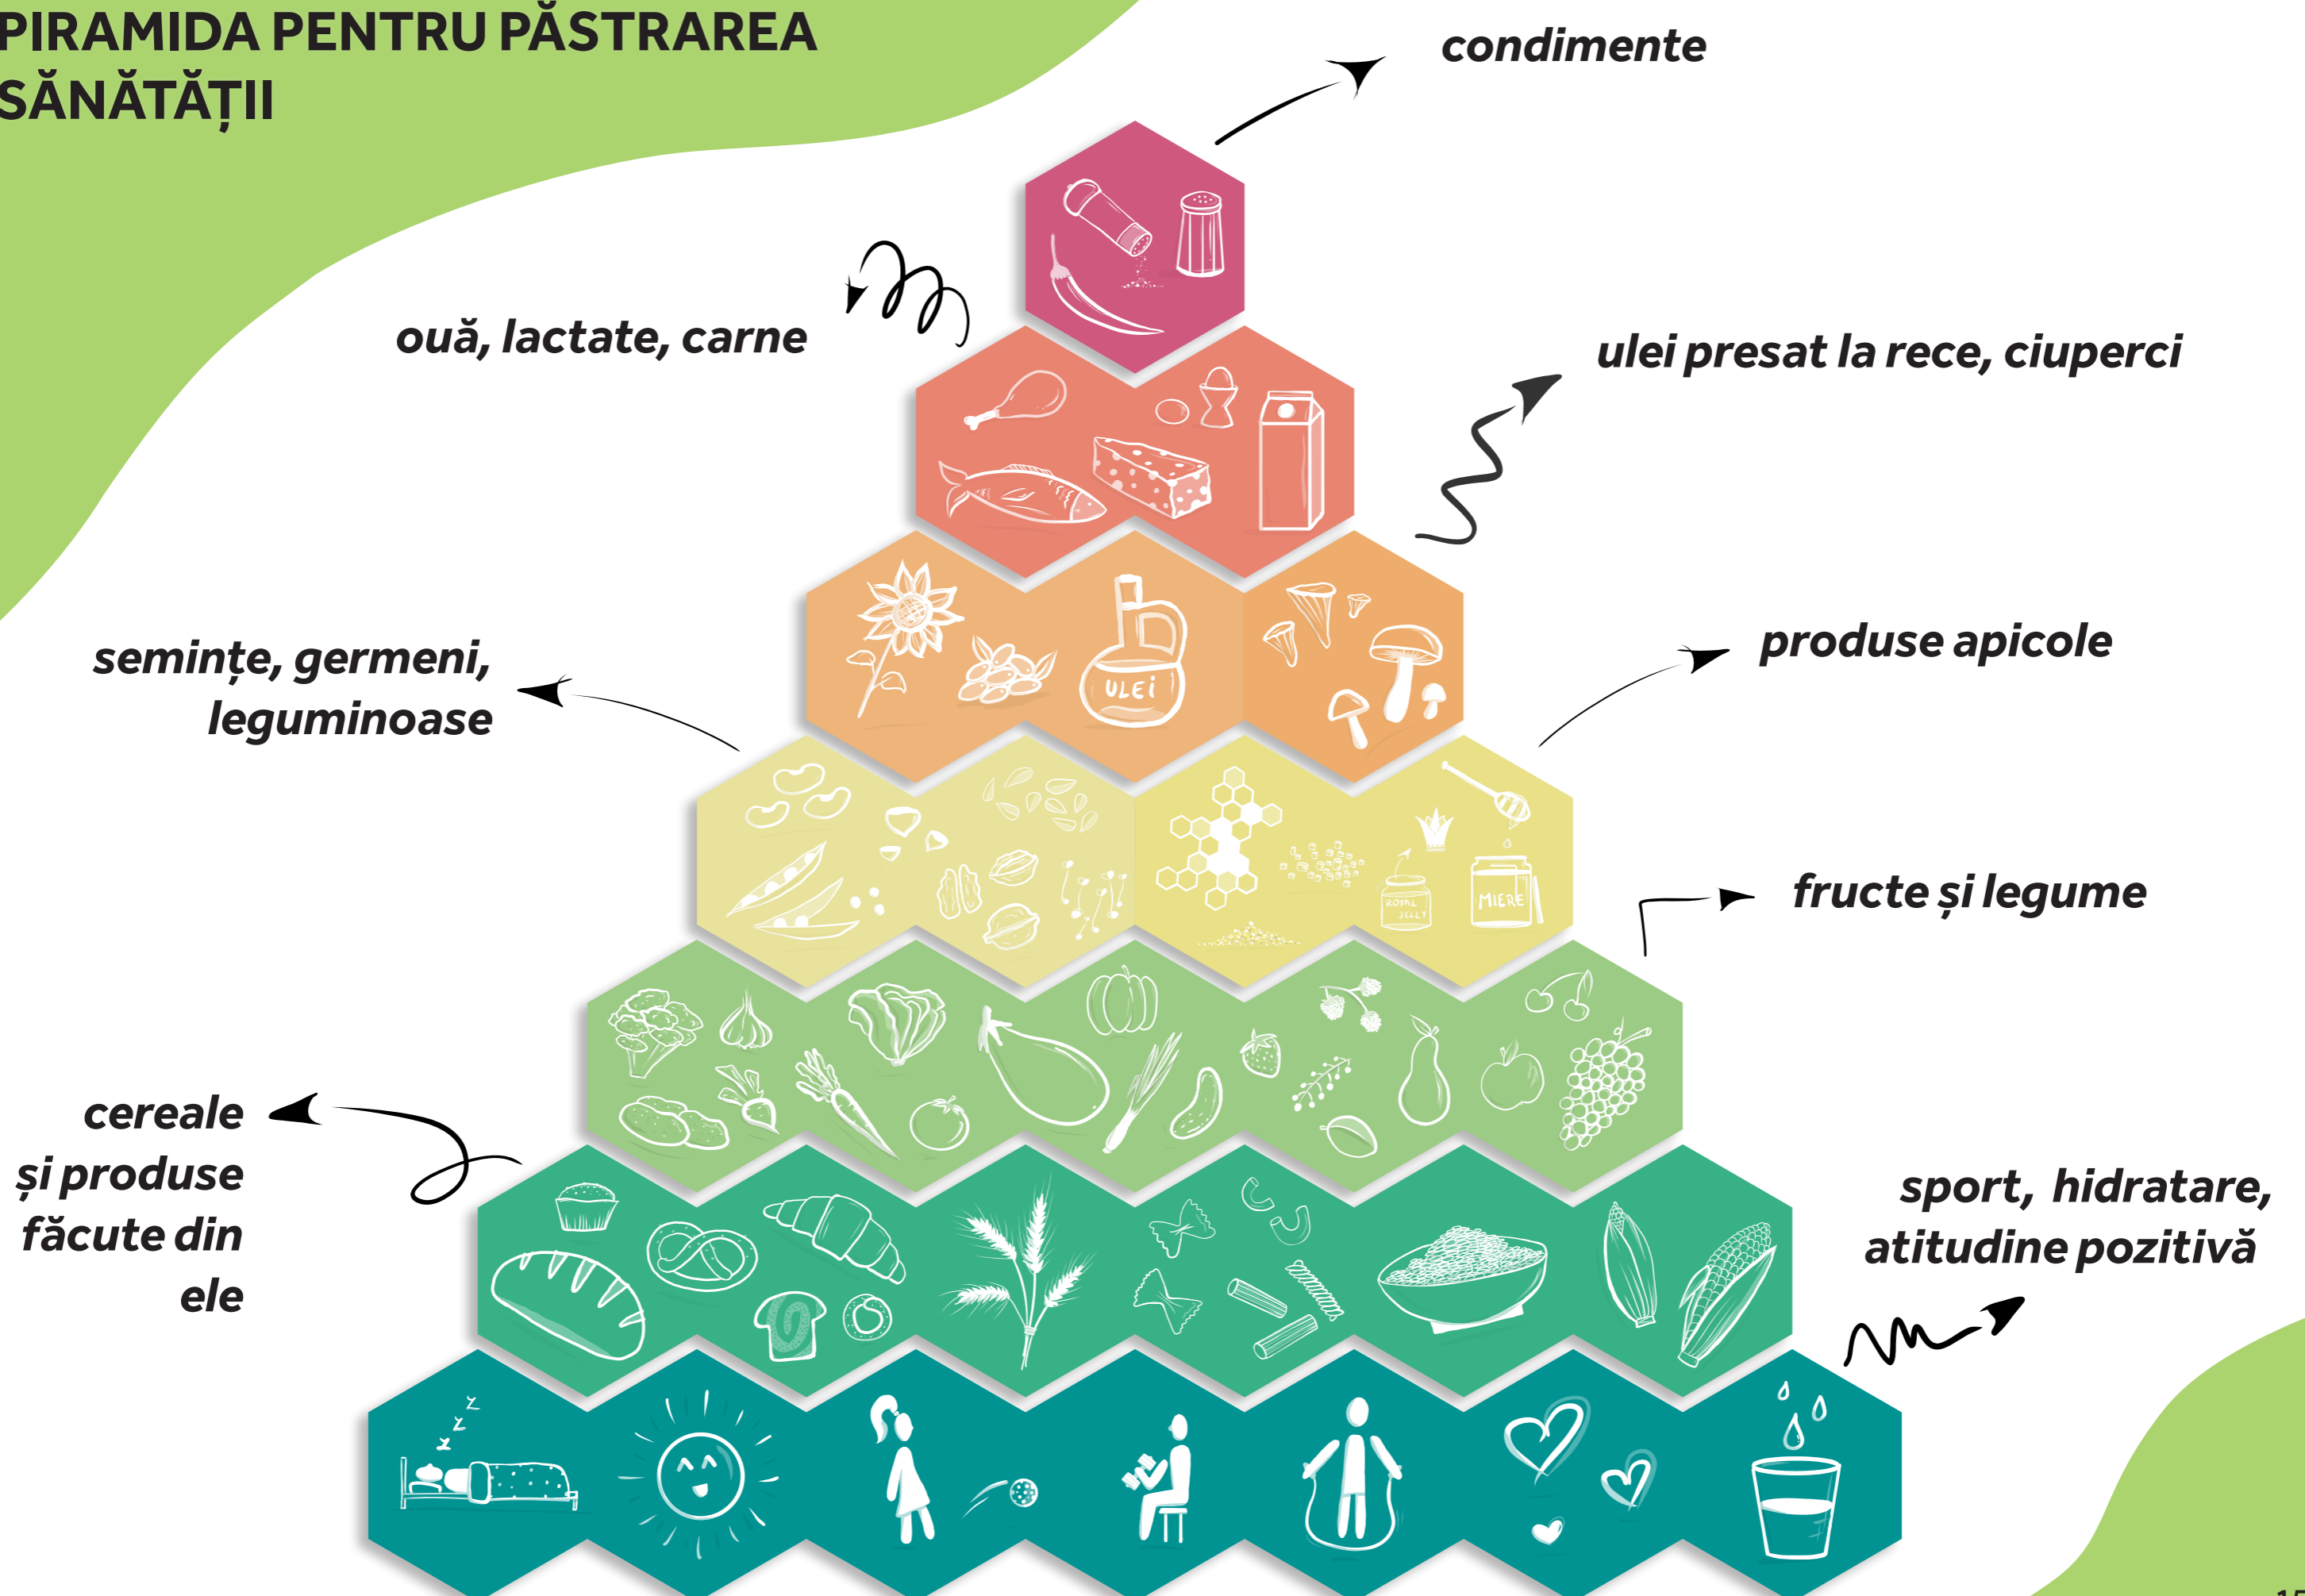 PIRAMIDA PENTRU PĂSTRAREA
SĂNĂTĂȚII
condimente
ouă, lactate, carne
ulei presat la rece, ciuperci
ULEi
semințe, germeni,
leguminoase
produse apicole
ROYAL
JELLY
MIERE
fructe și legume
cereale
și produse
făcute din
ele
sport, hidratare,
atitudine pozitivă
z
z
z